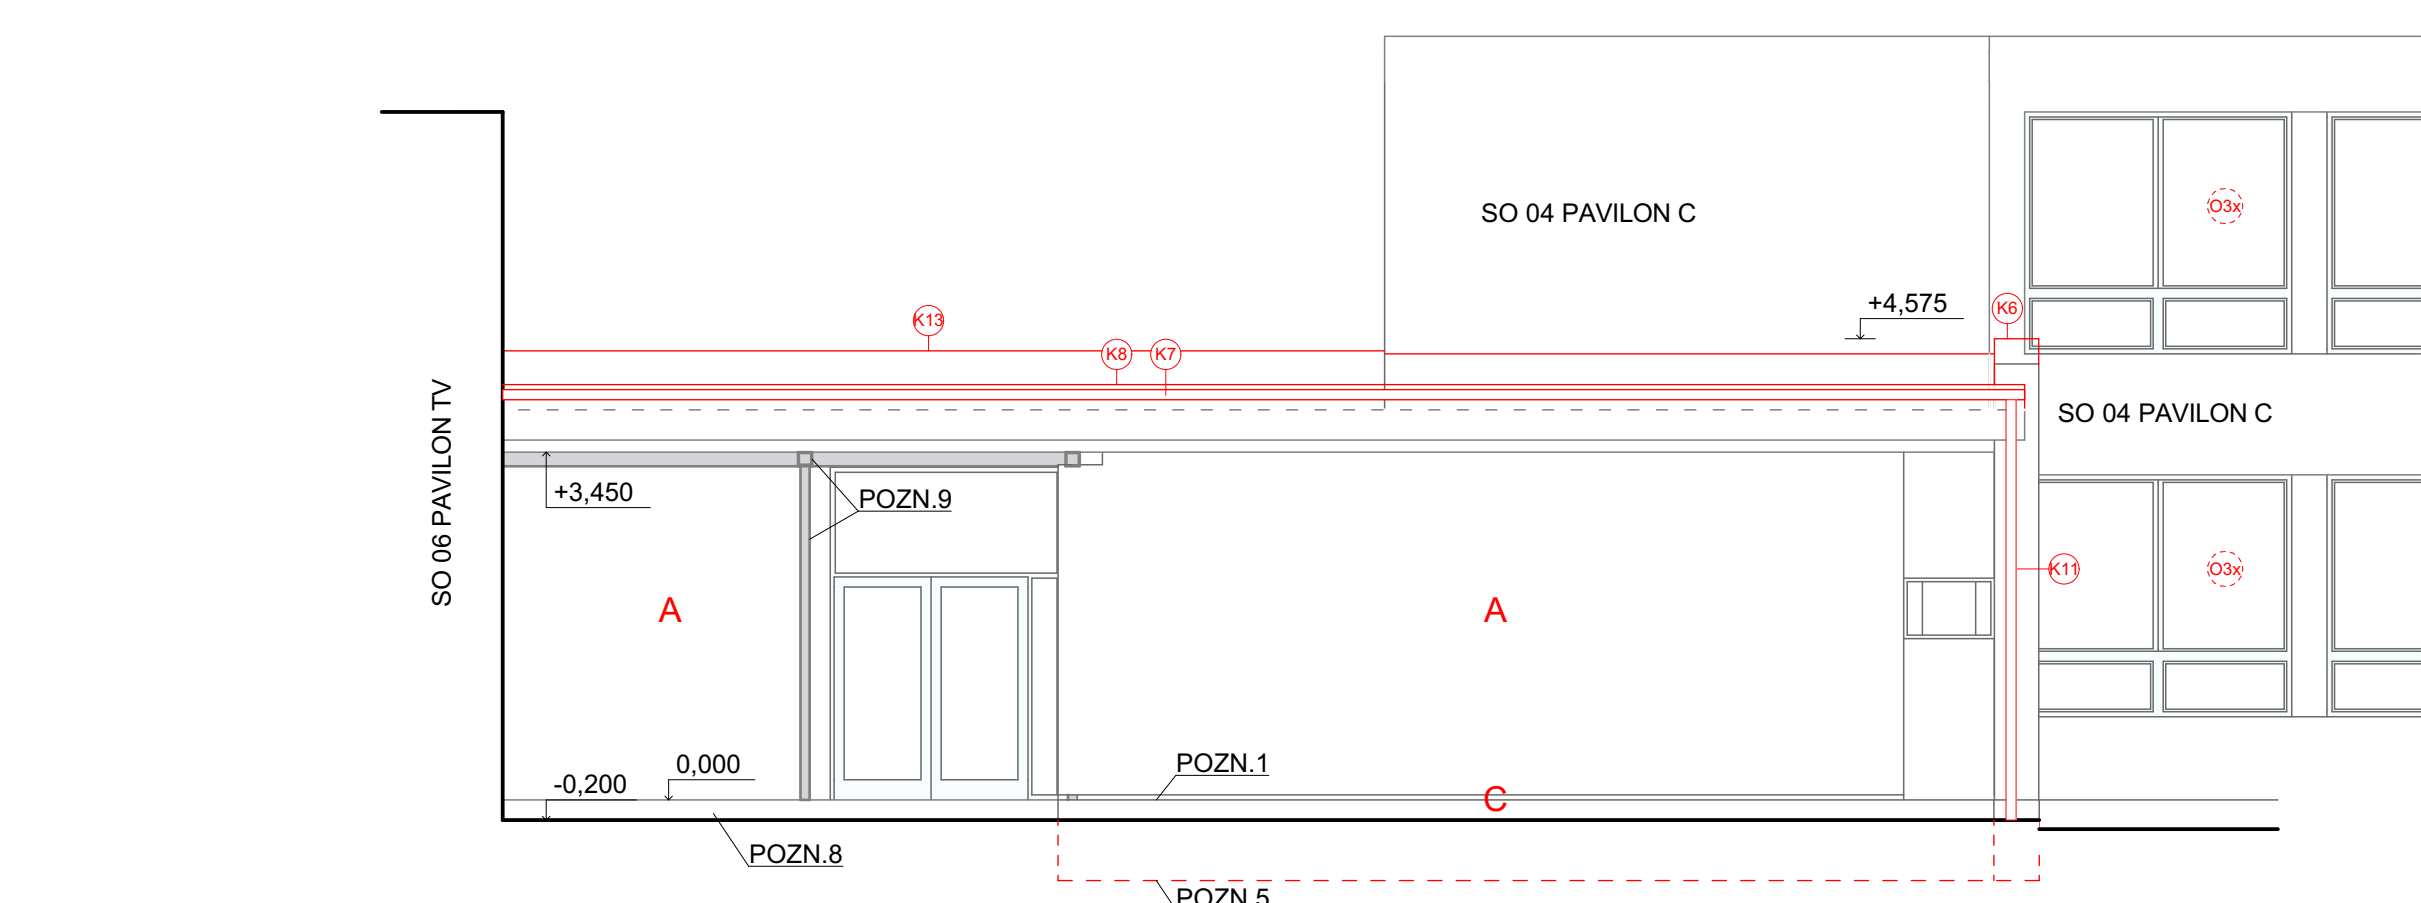 SO 04 PAVILON C
O3x
+4,575
K6
K13
K8
K7
SO 06 PAVILON TV
SO 04 PAVILON C
+3,450
POZN.9
K11
O3x
A
A
-0,200
0,000
POZN.1
C
POZN.8
POZN.5